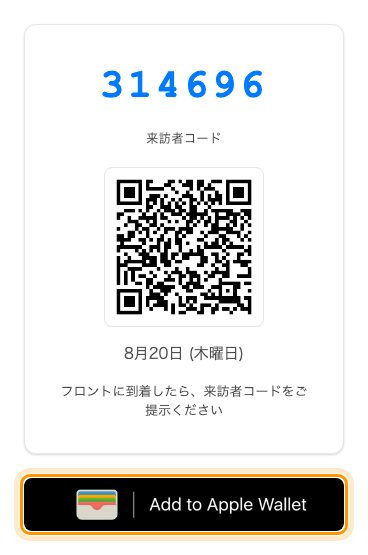 314696
来訪者コード
8月20日 (木曜日)
フロントに到着したら、来訪者コードをご
提示ください
Add to Apple Wallet